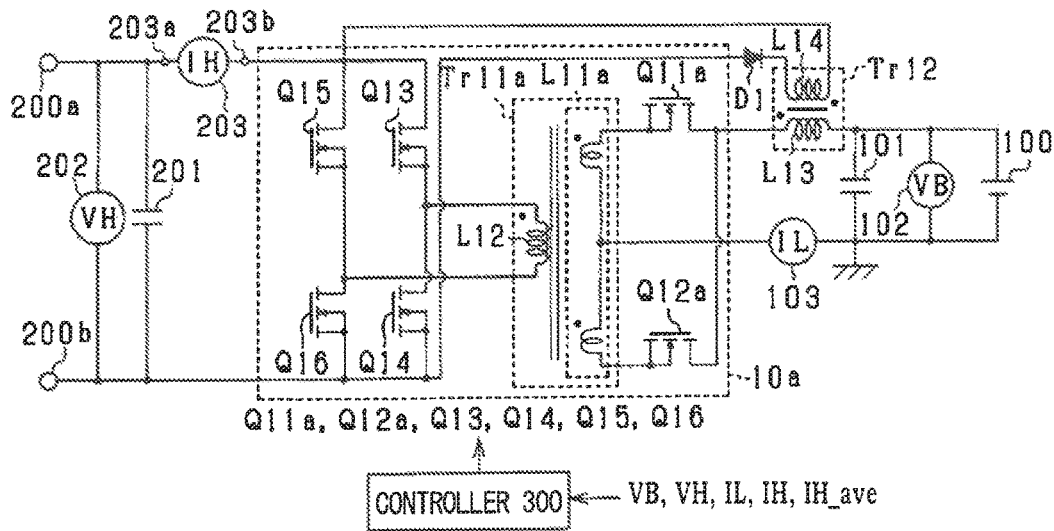 203a
203b
200a
IH
203
Q15
Q13
Tr11a
L11a
Q11a
D1
L14
Tr12
L13
101
100
202
VH
201
L12
VB
102
IL
103
Q12a
200b
Q16
Q14
10a
Q11a, Q12a, Q13, Q14, Q15, Q16
CONTROLLER 300
VB, VH, IL, IH, IH_ave